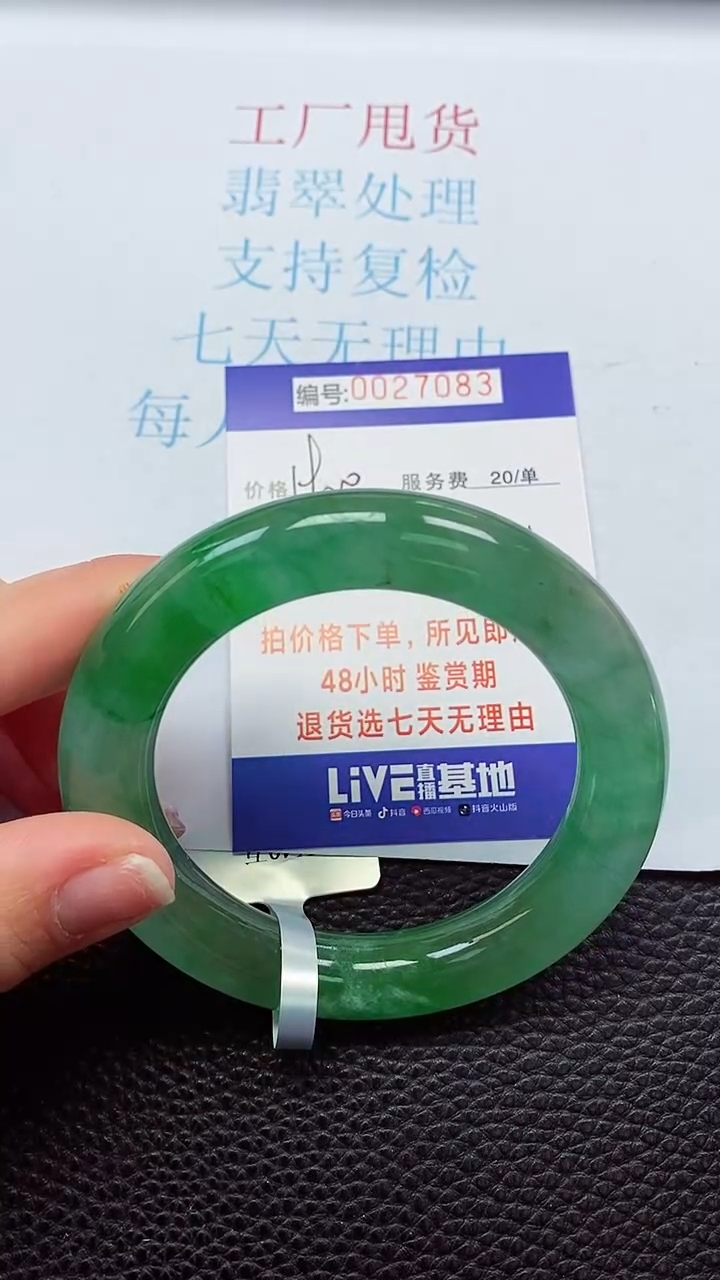 工厂甩货
翡翠处理
支持复检
七天无理由
每
编号:0027083
价格 服务费 20/单
拍价格下单,所见即
48小时 鉴赏期
退货选七天无理由
LiVE直播基地
今日头条 抖音 西瓜视频 抖音火山版